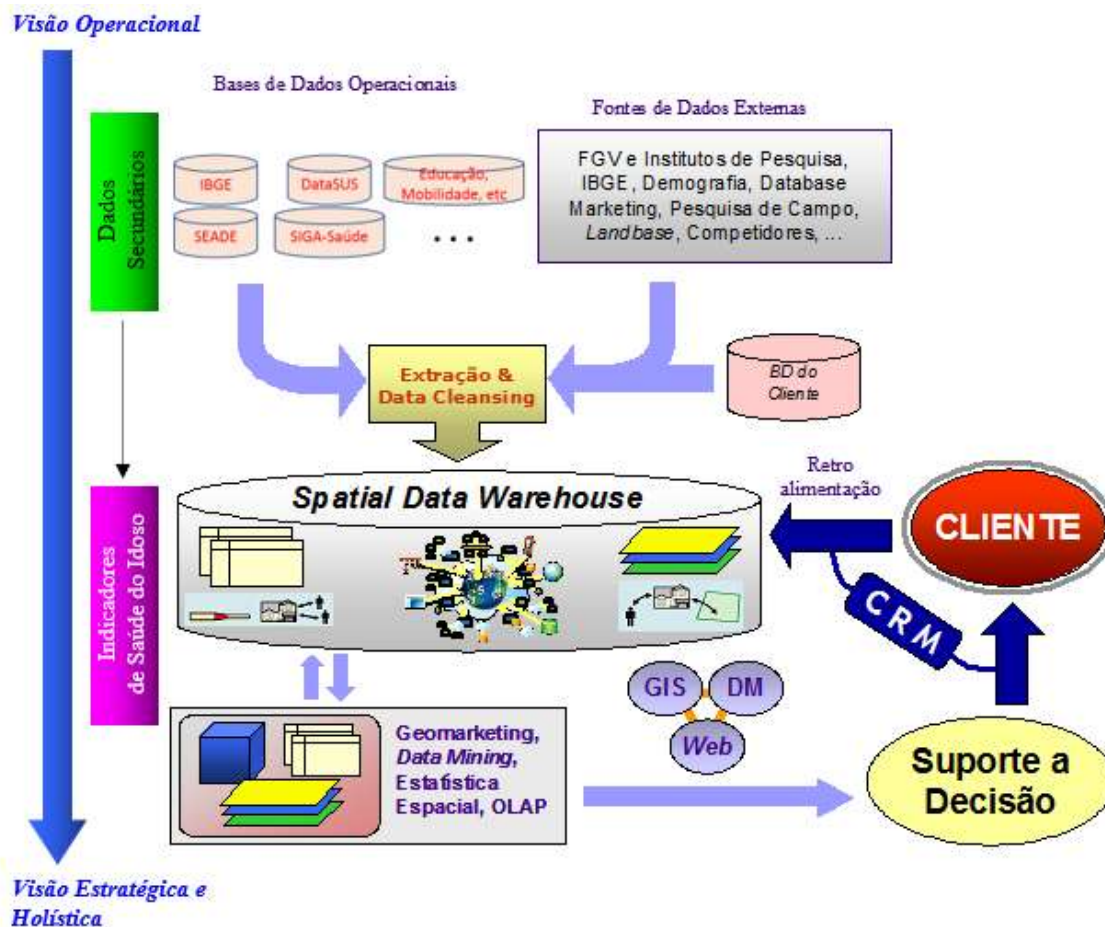 Visão Operacional
Bases de Dados Operacionais
Fontes de Dados Externas
Dados
Secundários
IBGE
DataSUS
Educação,
Mobilidade, etc
SEADE
SIGA-Saúde
...
FGV e Institutos de Pesquisa,
IBGE, Demografia, Database
Marketing, Pesquisa de Campo,
Landbase, Competidores, ...
Extração &
Data Cleansing
BD do
Cliente
Retro
alimentação
CLIENTE
Spatial Data Warehouse
Indicadores
de Saúde do Idoso
CRM
GIS
DM
Web
Geomarketing,
Data Mining,
Estatística
Espacial, OLAP
Suporte a
Decisão
Visão Estratégica e
Holística